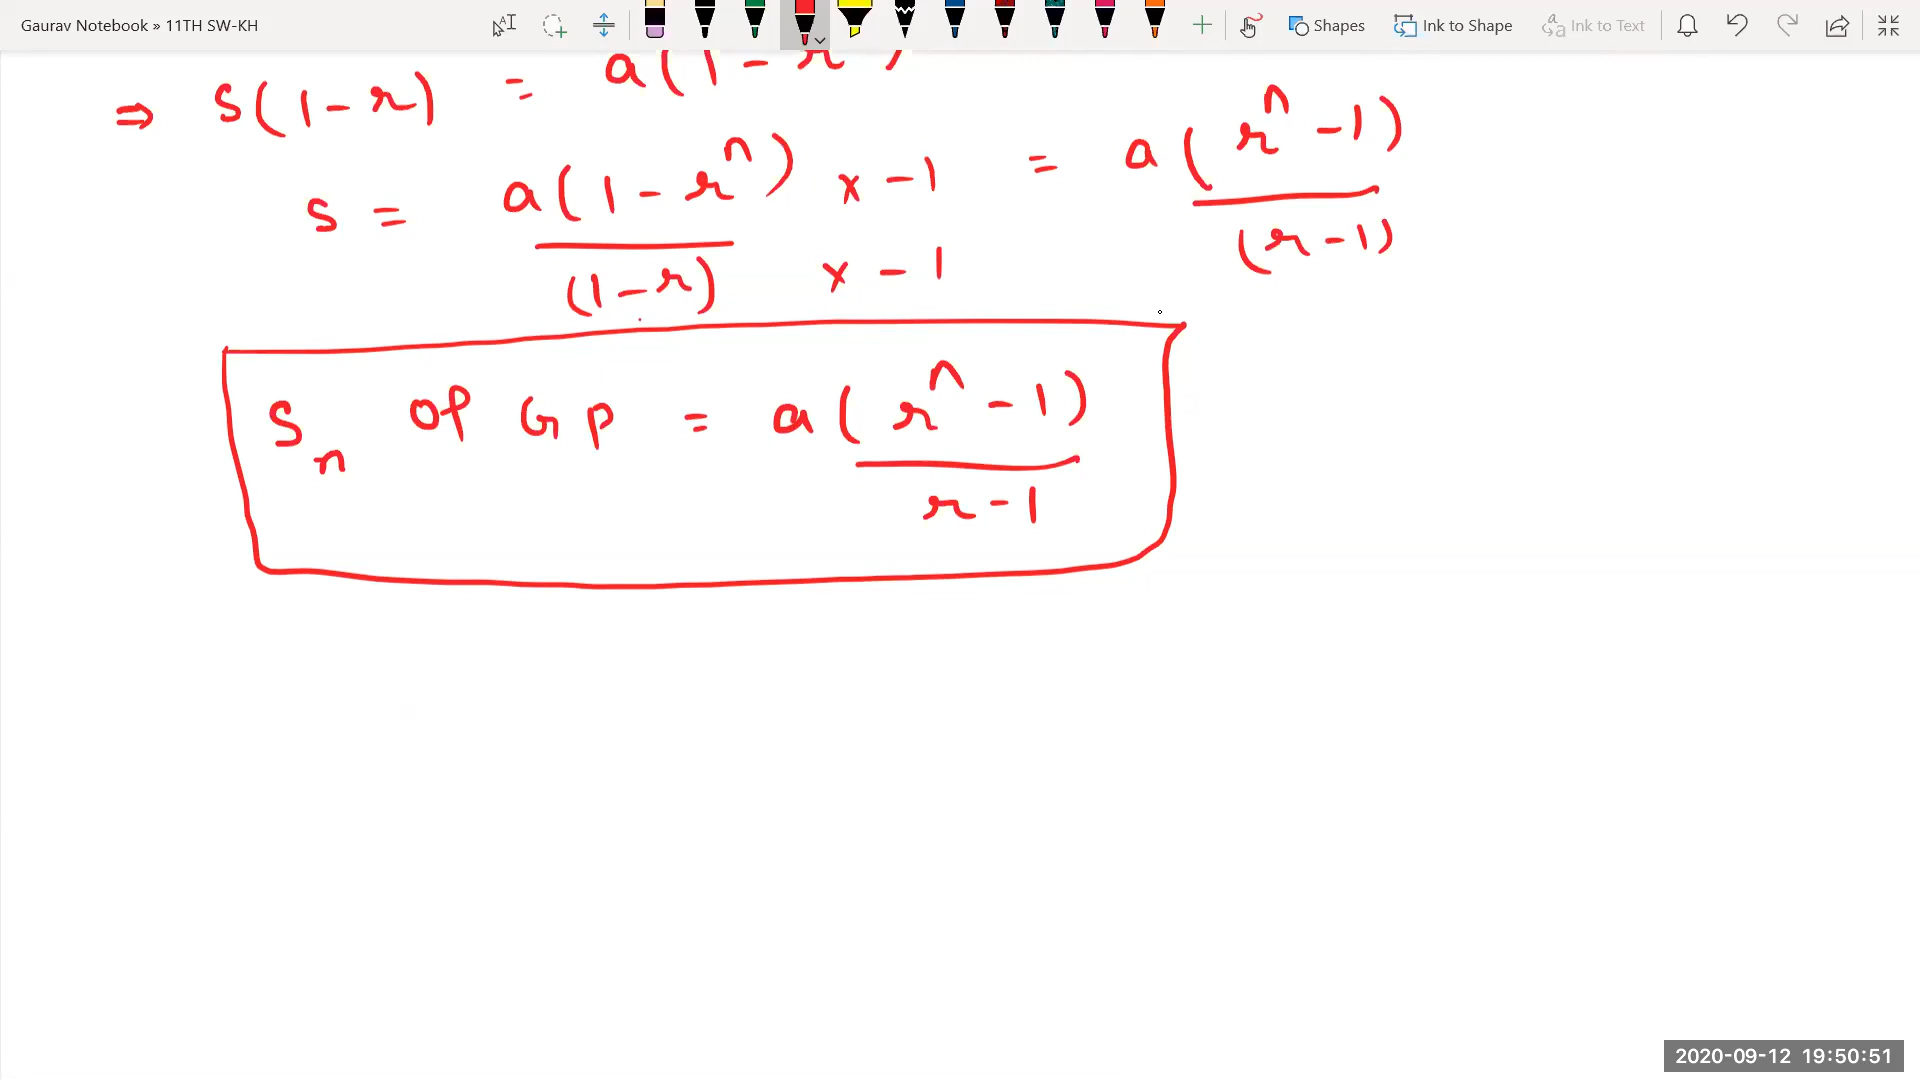 Gaurav Notebook » 11TH SW-KH
Shapes Ink to Shape Ink to Text
⇒ S(1-r) = a(1-r
s = a(1-r^n) x -1 / (1-r) x -1 = a(r^n -1) / (r-1)
S_n OF GP = a(r^n -1) / r-1
2020-09-12 19:50:51